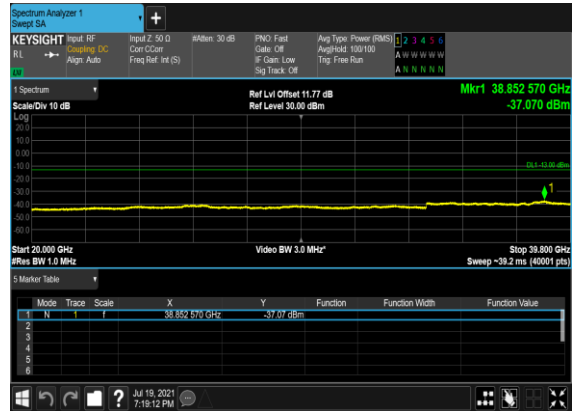 Spectrum Analyzer 1
Swept SA
+
KEYSIGHT Input: RF Input Z: 50 Ω #Atten: 30 dB PNO: Fast Avg Type: Power (RMS) 1 2 3 4 5 6
RL Coupling: DC Corr CCorr Gate: Off Avg|Hold: 100/100 A W W W W W
Align: Auto Freq Ref: Int (S) IF Gain: Low Trig: Free Run
Sig Track: Off A N N N N N
1 Spectrum Ref Lvl Offset 11.77 dB Mkr1 38.852 570 GHz
Scale/Div 10 dB Ref Level 30.00 dBm -37.070 dBm
Log
20.0
10.0
0.00
-10.0 DL1 -13.00 dBm
-20.0
-30.0 1
-40.0
-50.0
-60.0
Start 20.000 GHz Video BW 3.0 MHz* Stop 39.800 GHz
#Res BW 1.0 MHz Sweep ~39.2 ms (40001 pts)
5 Marker Table
Mode Trace Scale X Y Function Function Width Function Value
1 N 1 f 38.852 570 GHz -37.07 dBm
2
3
4
5
6
? Jul 19, 2021
7:19:12 PM